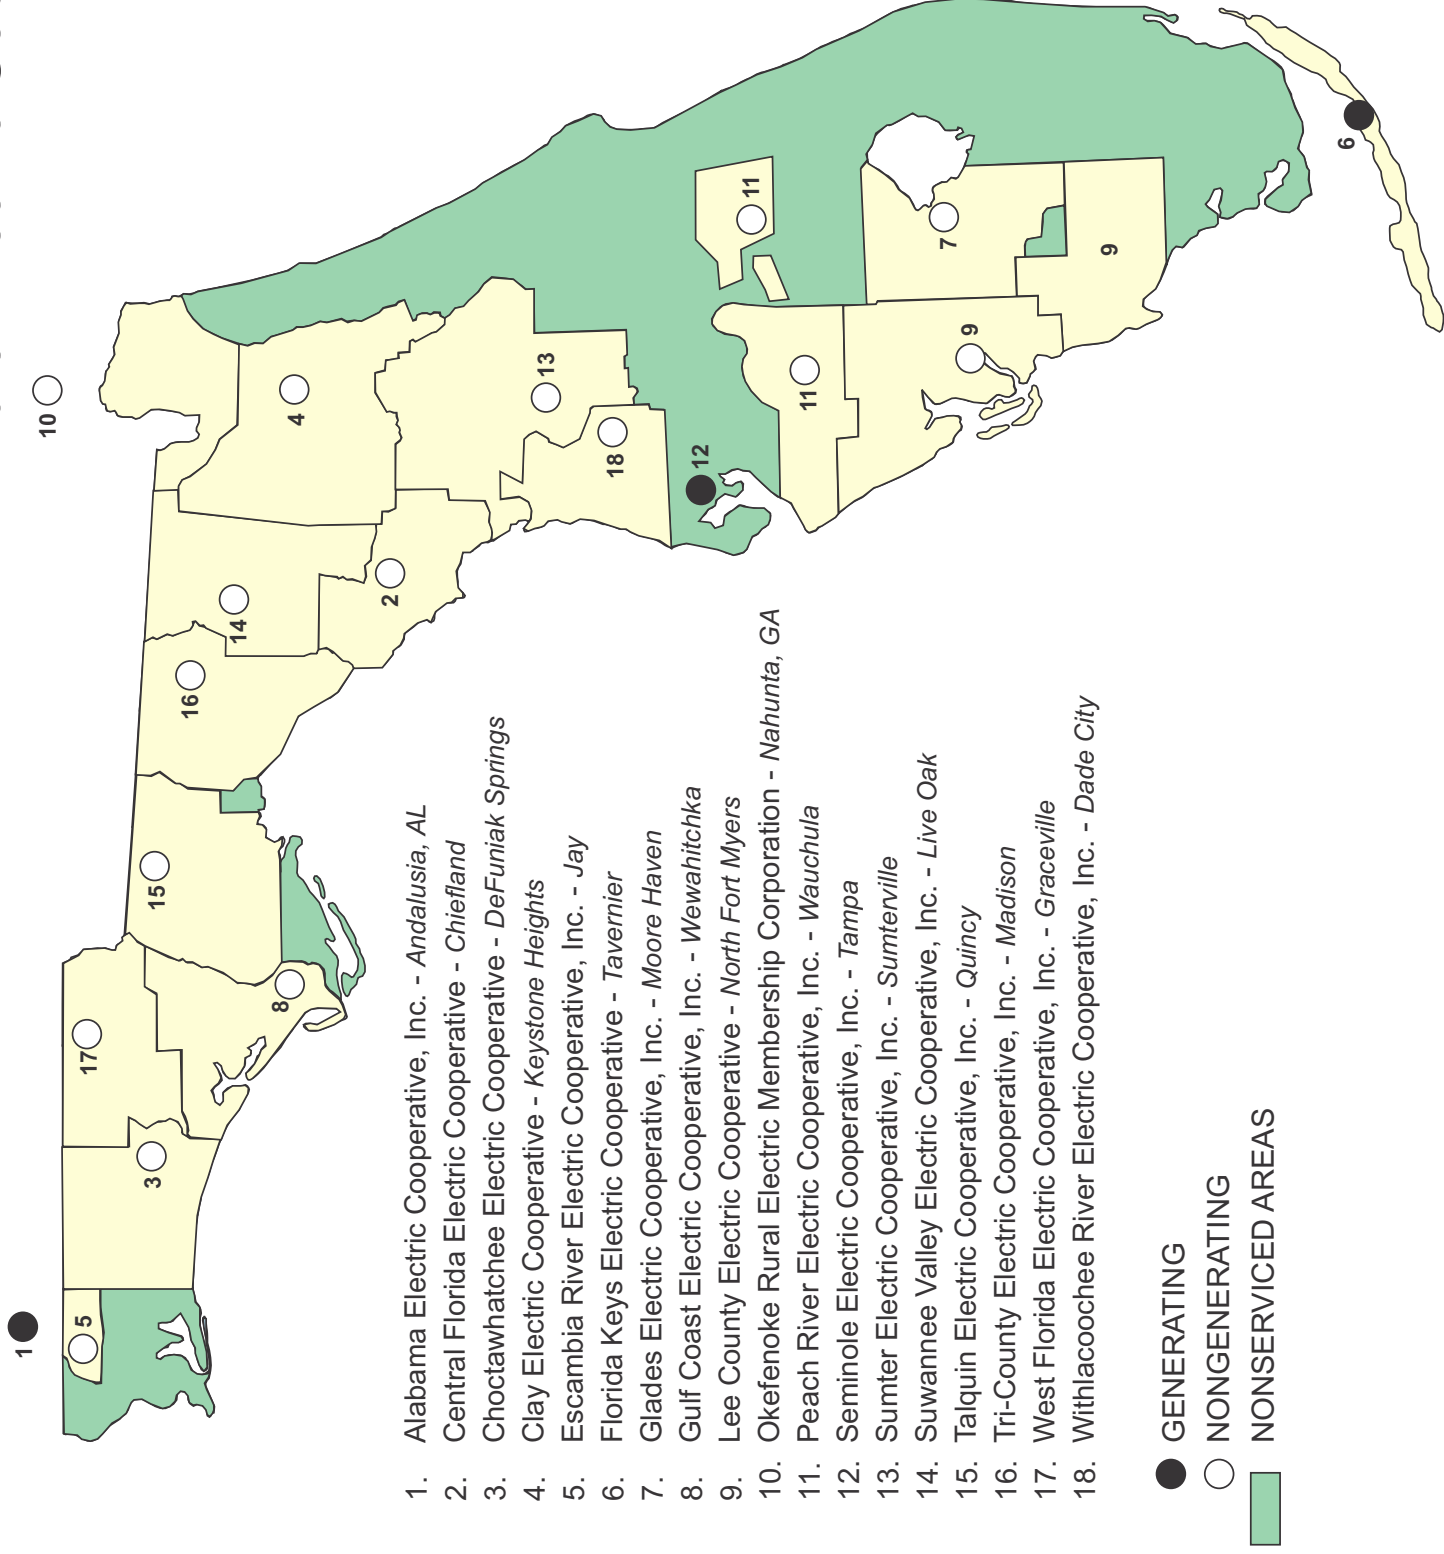 1
10
5
3
17
8
15
16
14
2
4
13
18
12
11
11
7
9
9
6
1. Alabama Electric Cooperative, Inc. - Andalusia, AL
2. Central Florida Electric Cooperative - Chiefland
3. Choctawhatchee Electric Cooperative - DeFuniak Springs
4. Clay Electric Cooperative - Keystone Heights
5. Escambia River Electric Cooperative, Inc. - Jay
6. Florida Keys Electric Cooperative - Tavernier
7. Glades Electric Cooperative, Inc. - Moore Haven
8. Gulf Coast Electric Cooperative, Inc. - Wewahitchka
9. Lee County Electric Cooperative - North Fort Myers
10. Okefenoke Rural Electric Membership Corporation - Nahunta, GA
11. Peach River Electric Cooperative, Inc. - Wauchula
12. Seminole Electric Cooperative, Inc. - Tampa
13. Sumter Electric Cooperative, Inc. - Sumterville
14. Suwannee Valley Electric Cooperative, Inc. - Live Oak
15. Talquin Electric Cooperative, Inc. - Quincy
16. Tri-County Electric Cooperative, Inc. - Madison
17. West Florida Electric Cooperative, Inc. - Graceville
18. Withlacoochee River Electric Cooperative, Inc. - Dade City
GENERATING
NONGENERATING
NONSERVICED AREAS